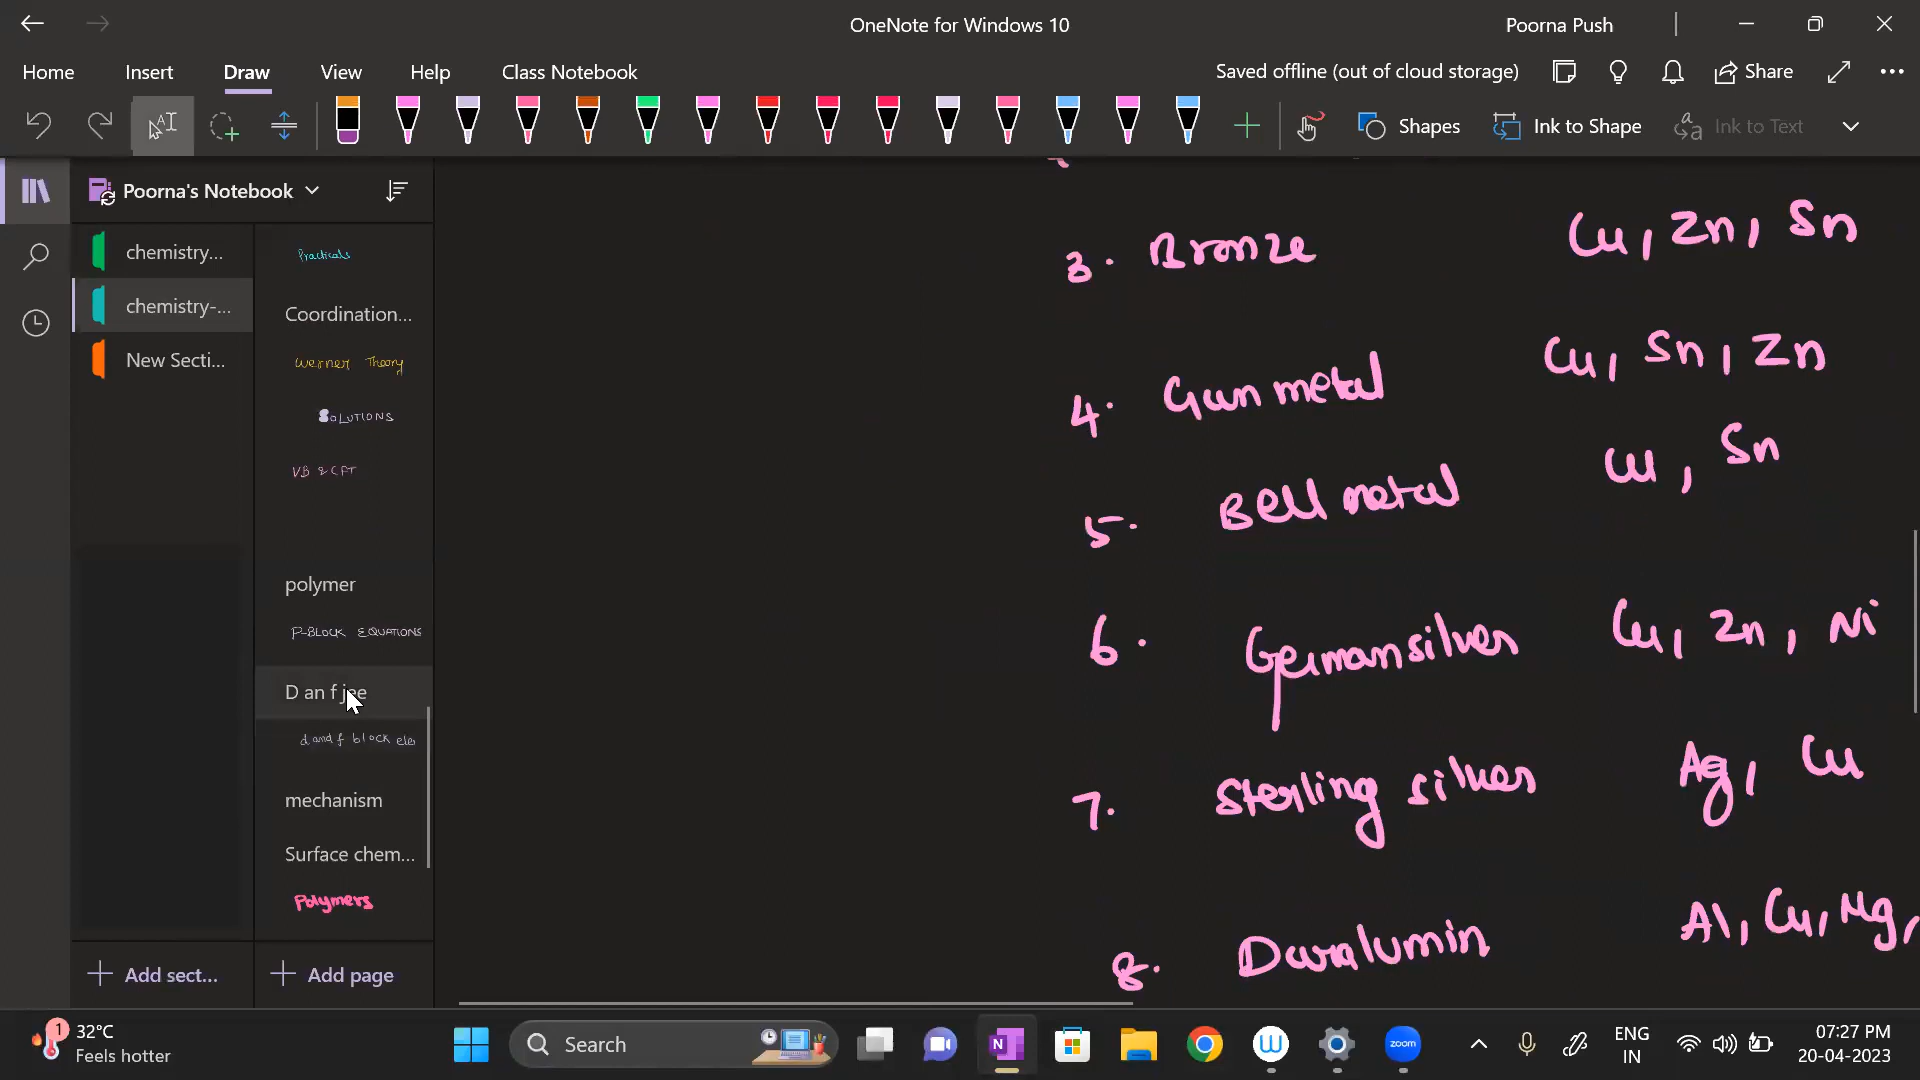 OneNote for Windows 10
Poorna Push
Home
Insert
Draw
View
Help
Class Notebook
Saved offline (out of cloud storage)
Share
Shapes
Ink to Shape
Ink to Text
Poorna's Notebook
chemistry...
chemistry-...
New Secti...
Practicals
Coordination...
Werner Theory
SOLUTIONS
VB & CFT
polymer
P-BLOCK EQUATIONS
D an f jee
d and f block ele
mechanism
Surface chem...
Polymers
Add sect...
Add page
3. Bronze Cu, Zn, Sn
4. Gun metal Cu, Sn, Zn
5. Bell metal Cu, Sn
6. German silver Cu, Zn, Ni
7. Sterling silver Ag, Cu
8. Duralumin Al, Cu, Mg,
1
32°C
Feels hotter
Search
zoom
ENG
IN
07:27 PM
20-04-2023